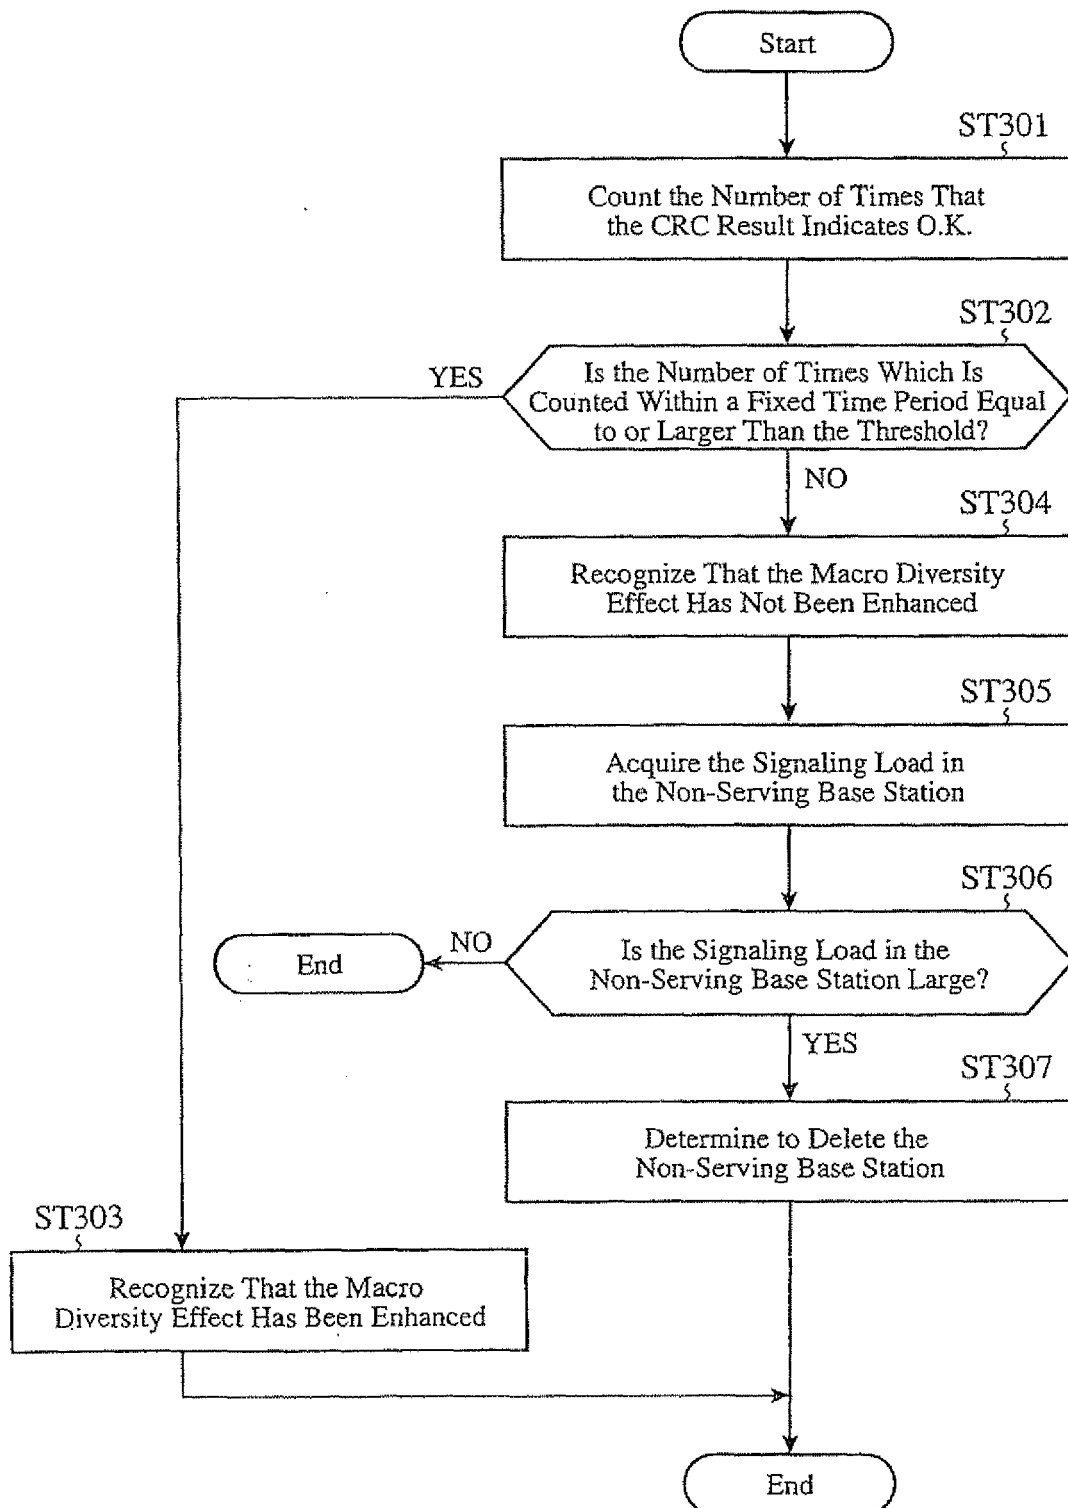 Start
ST301
Count the Number of Times That
the CRC Result Indicates O.K.
ST302
YES
Is the Number of Times Which Is
Counted Within a Fixed Time Period Equal
to or Larger Than the Threshold?
NO
ST304
Recognize That the Macro Diversity
Effect Has Not Been Enhanced
ST305
Acquire the Signaling Load in
the Non-Serving Base Station
ST306
End
NO
Is the Signaling Load in the
Non-Serving Base Station Large?
YES
ST307
Determine to Delete the
Non-Serving Base Station
ST303
Recognize That the Macro
Diversity Effect Has Been Enhanced
End